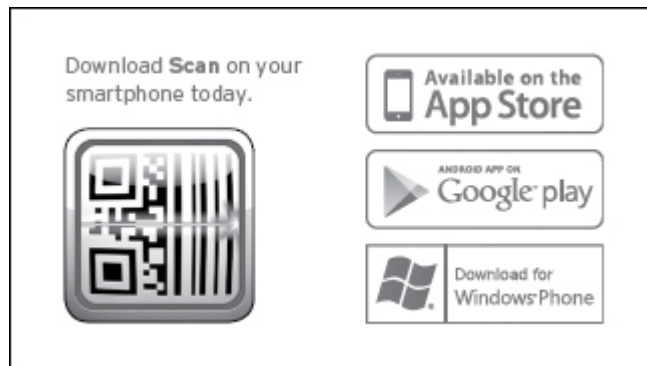 Download Scan on your
smartphone today.
Available on the
App Store
ANDROID APP ON
Google play
Download for
Windows Phone